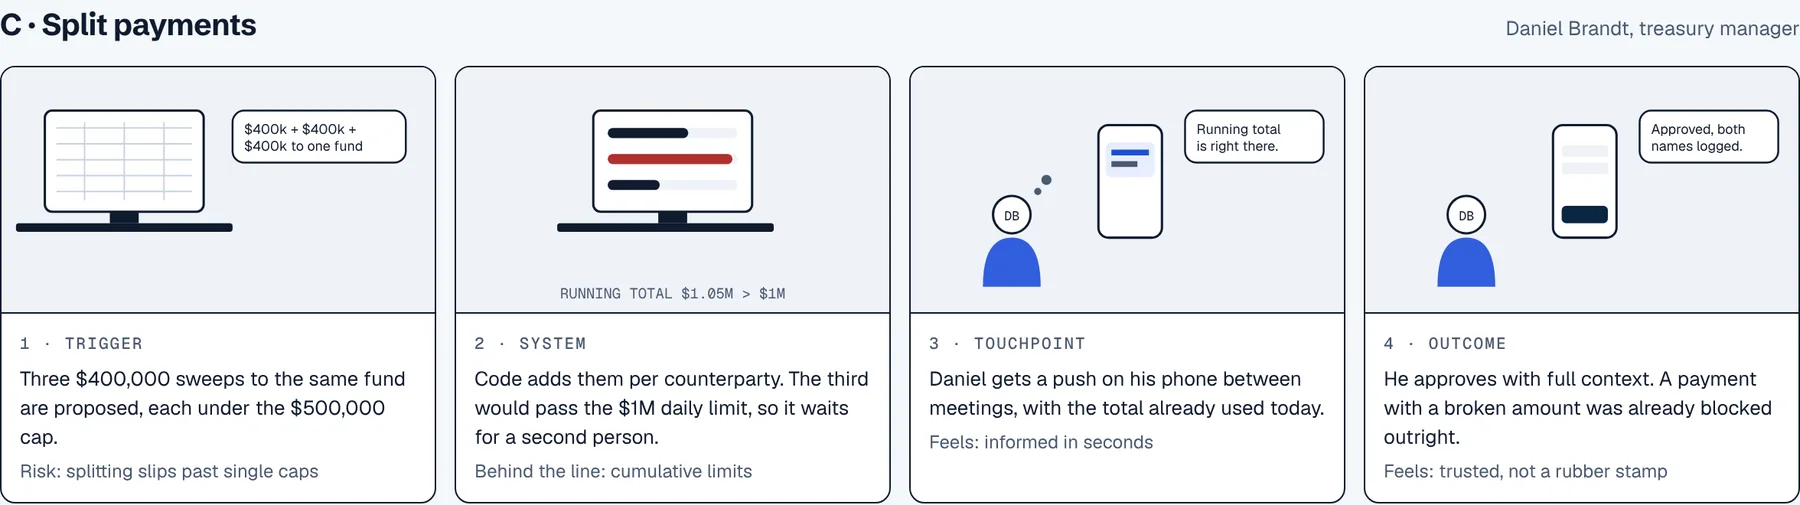 C · Split payments
Daniel Brandt, treasury manager
$400k + $400k +
$400k to one fund
1 · TRIGGER
Three $400,000 sweeps to the same fund
are proposed, each under the $500,000
cap.
Risk: splitting slips past single caps
RUNNING TOTAL $1.05M > $1M
2 · SYSTEM
Code adds them per counterparty. The third
would pass the $1M daily limit, so it waits
for a second person.
Behind the line: cumulative limits
Running total
is right there.
DB
3 · TOUCHPOINT
Daniel gets a push on his phone between
meetings, with the total already used today.
Feels: informed in seconds
Approved, both
names logged.
DB
4 · OUTCOME
He approves with full context. A payment
with a broken amount was already blocked
outright.
Feels: trusted, not a rubber stamp